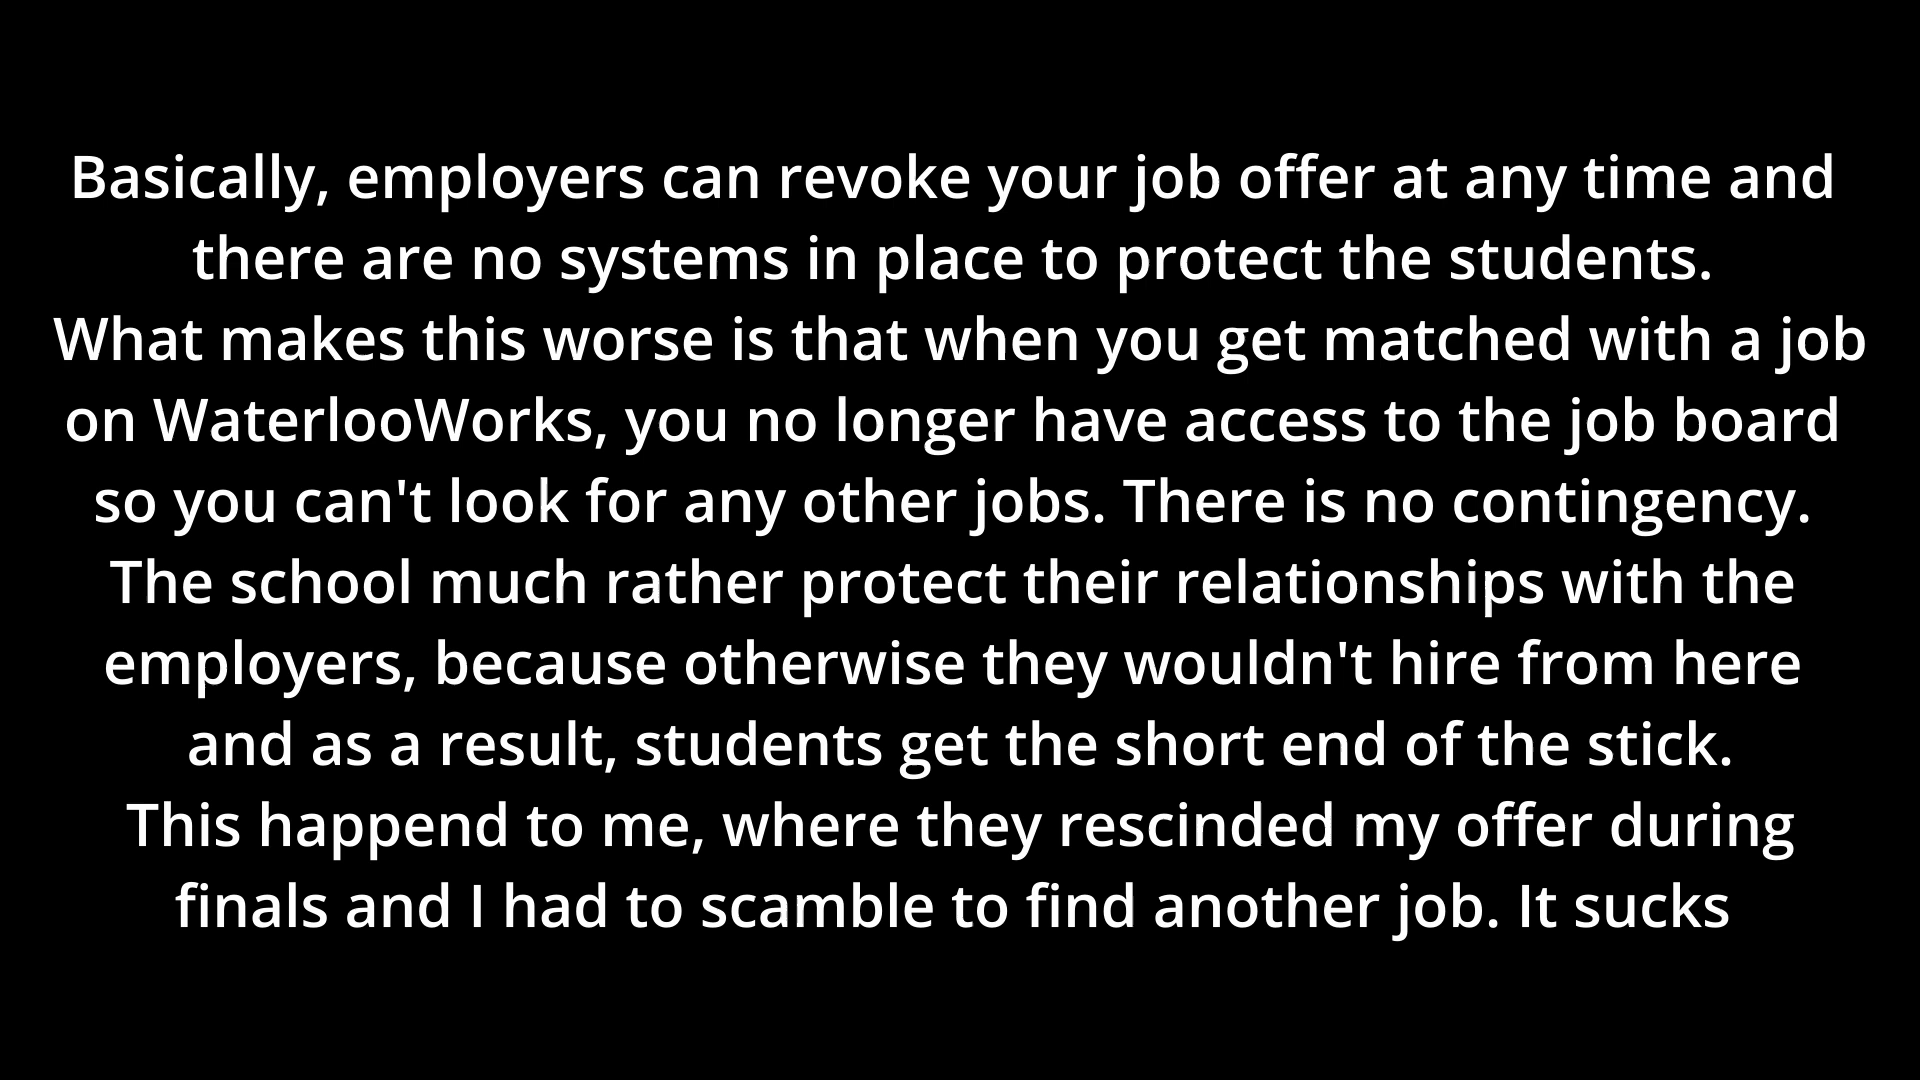 Basically, employers can revoke your job offer at any time and
there are no systems in place to protect the students.
What makes this worse is that when you get matched with a job
on WaterlooWorks, you no longer have access to the job board
so you can't look for any other jobs. There is no contingency.
The school much rather protect their relationships with the
employers, because otherwise they wouldn't hire from here
and as a result, students get the short end of the stick.
This happend to me, where they rescinded my offer during
finals and I had to scamble to find another job. It sucks